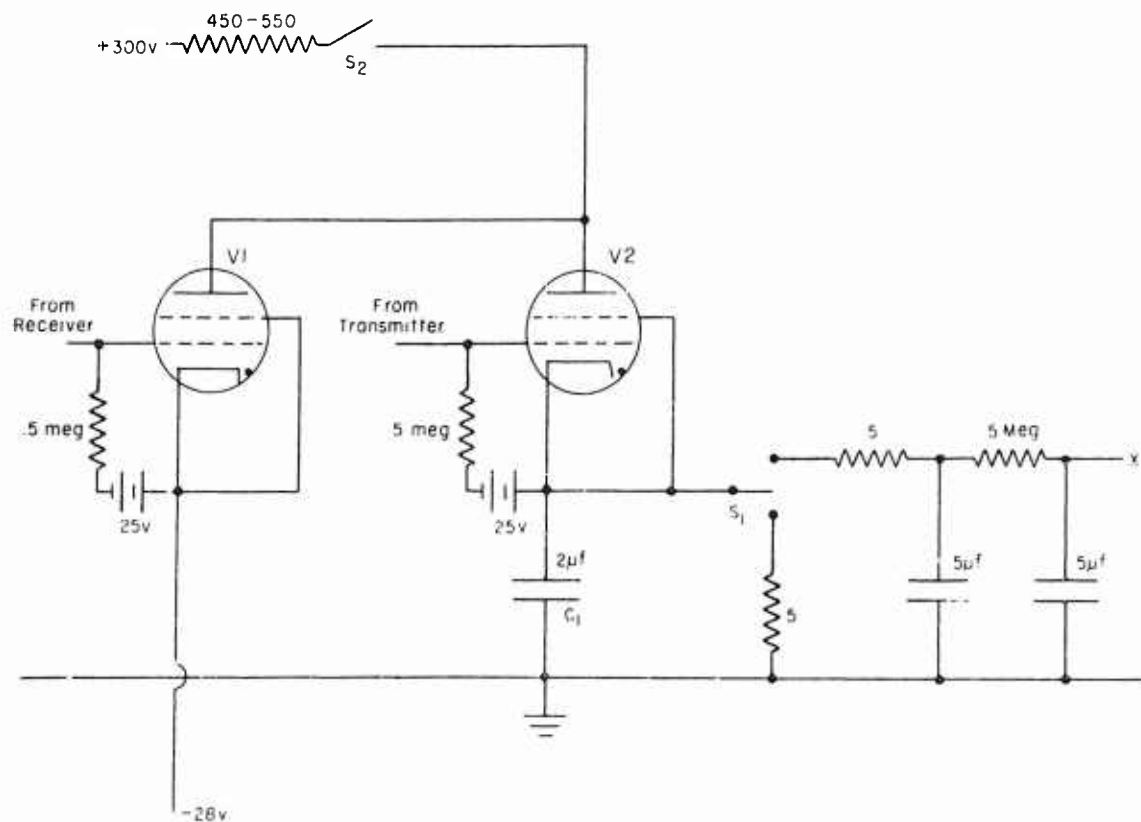 450-550
+300v
S2
V1
V2
From
Receiver
From
Transmitter
.5 meg
5 meg
25v
25v
S1
5
5 Meg
x
2µf
C1
5
5µf
5µf
-28v